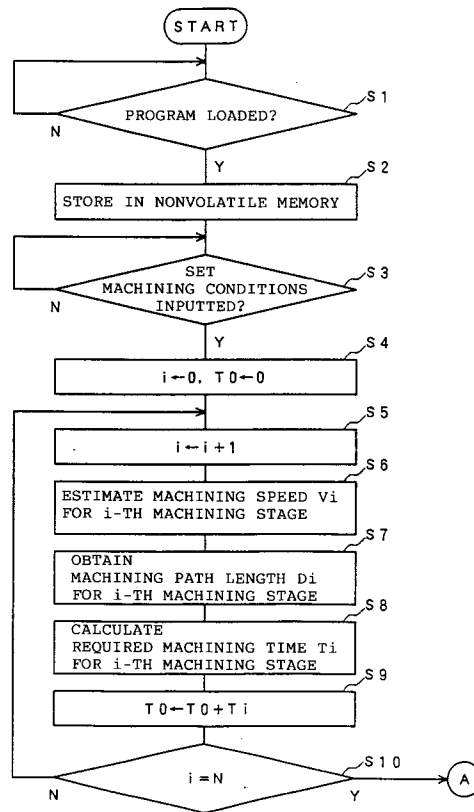 START
S1
PROGRAM LOADED?
N
Y
S2
STORE IN NONVOLATILE MEMORY
S3
SET
MACHINING CONDITIONS
INPUTTED?
N
Y
S4
i←0, T0←0
S5
i←i+1
S6
ESTIMATE MACHINING SPEED Vi
FOR i-TH MACHINING STAGE
S7
OBTAIN
MACHINING PATH LENGTH Di
FOR i-TH MACHINING STAGE
S8
CALCULATE
REQUIRED MACHINING TIME Ti
FOR i-TH MACHINING STAGE
S9
T0←T0+Ti
S10
i=N
A
N
Y